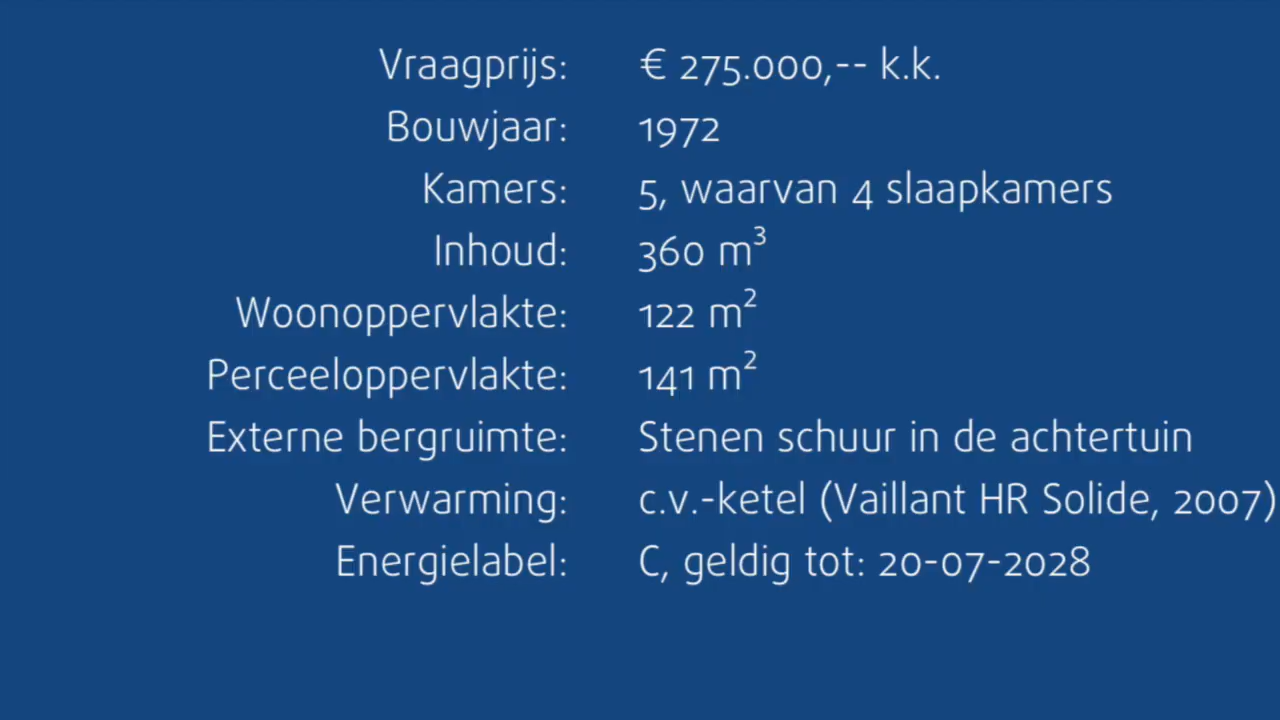 Vraagprijs: € 275.000,-- k.k.
Bouwjaar: 1972
Kamers: 5, waarvan 4 slaapkamers
Inhoud: 360 m³
Woonoppervlakte: 122 m²
Perceeloppervlakte: 141 m²
Externe bergruimte: Stenen schuur in de achtertuin
Verwarming: c.v.-ketel (Vaillant HR Solide, 2007)
Energielabel: C, geldig tot: 20-07-2028